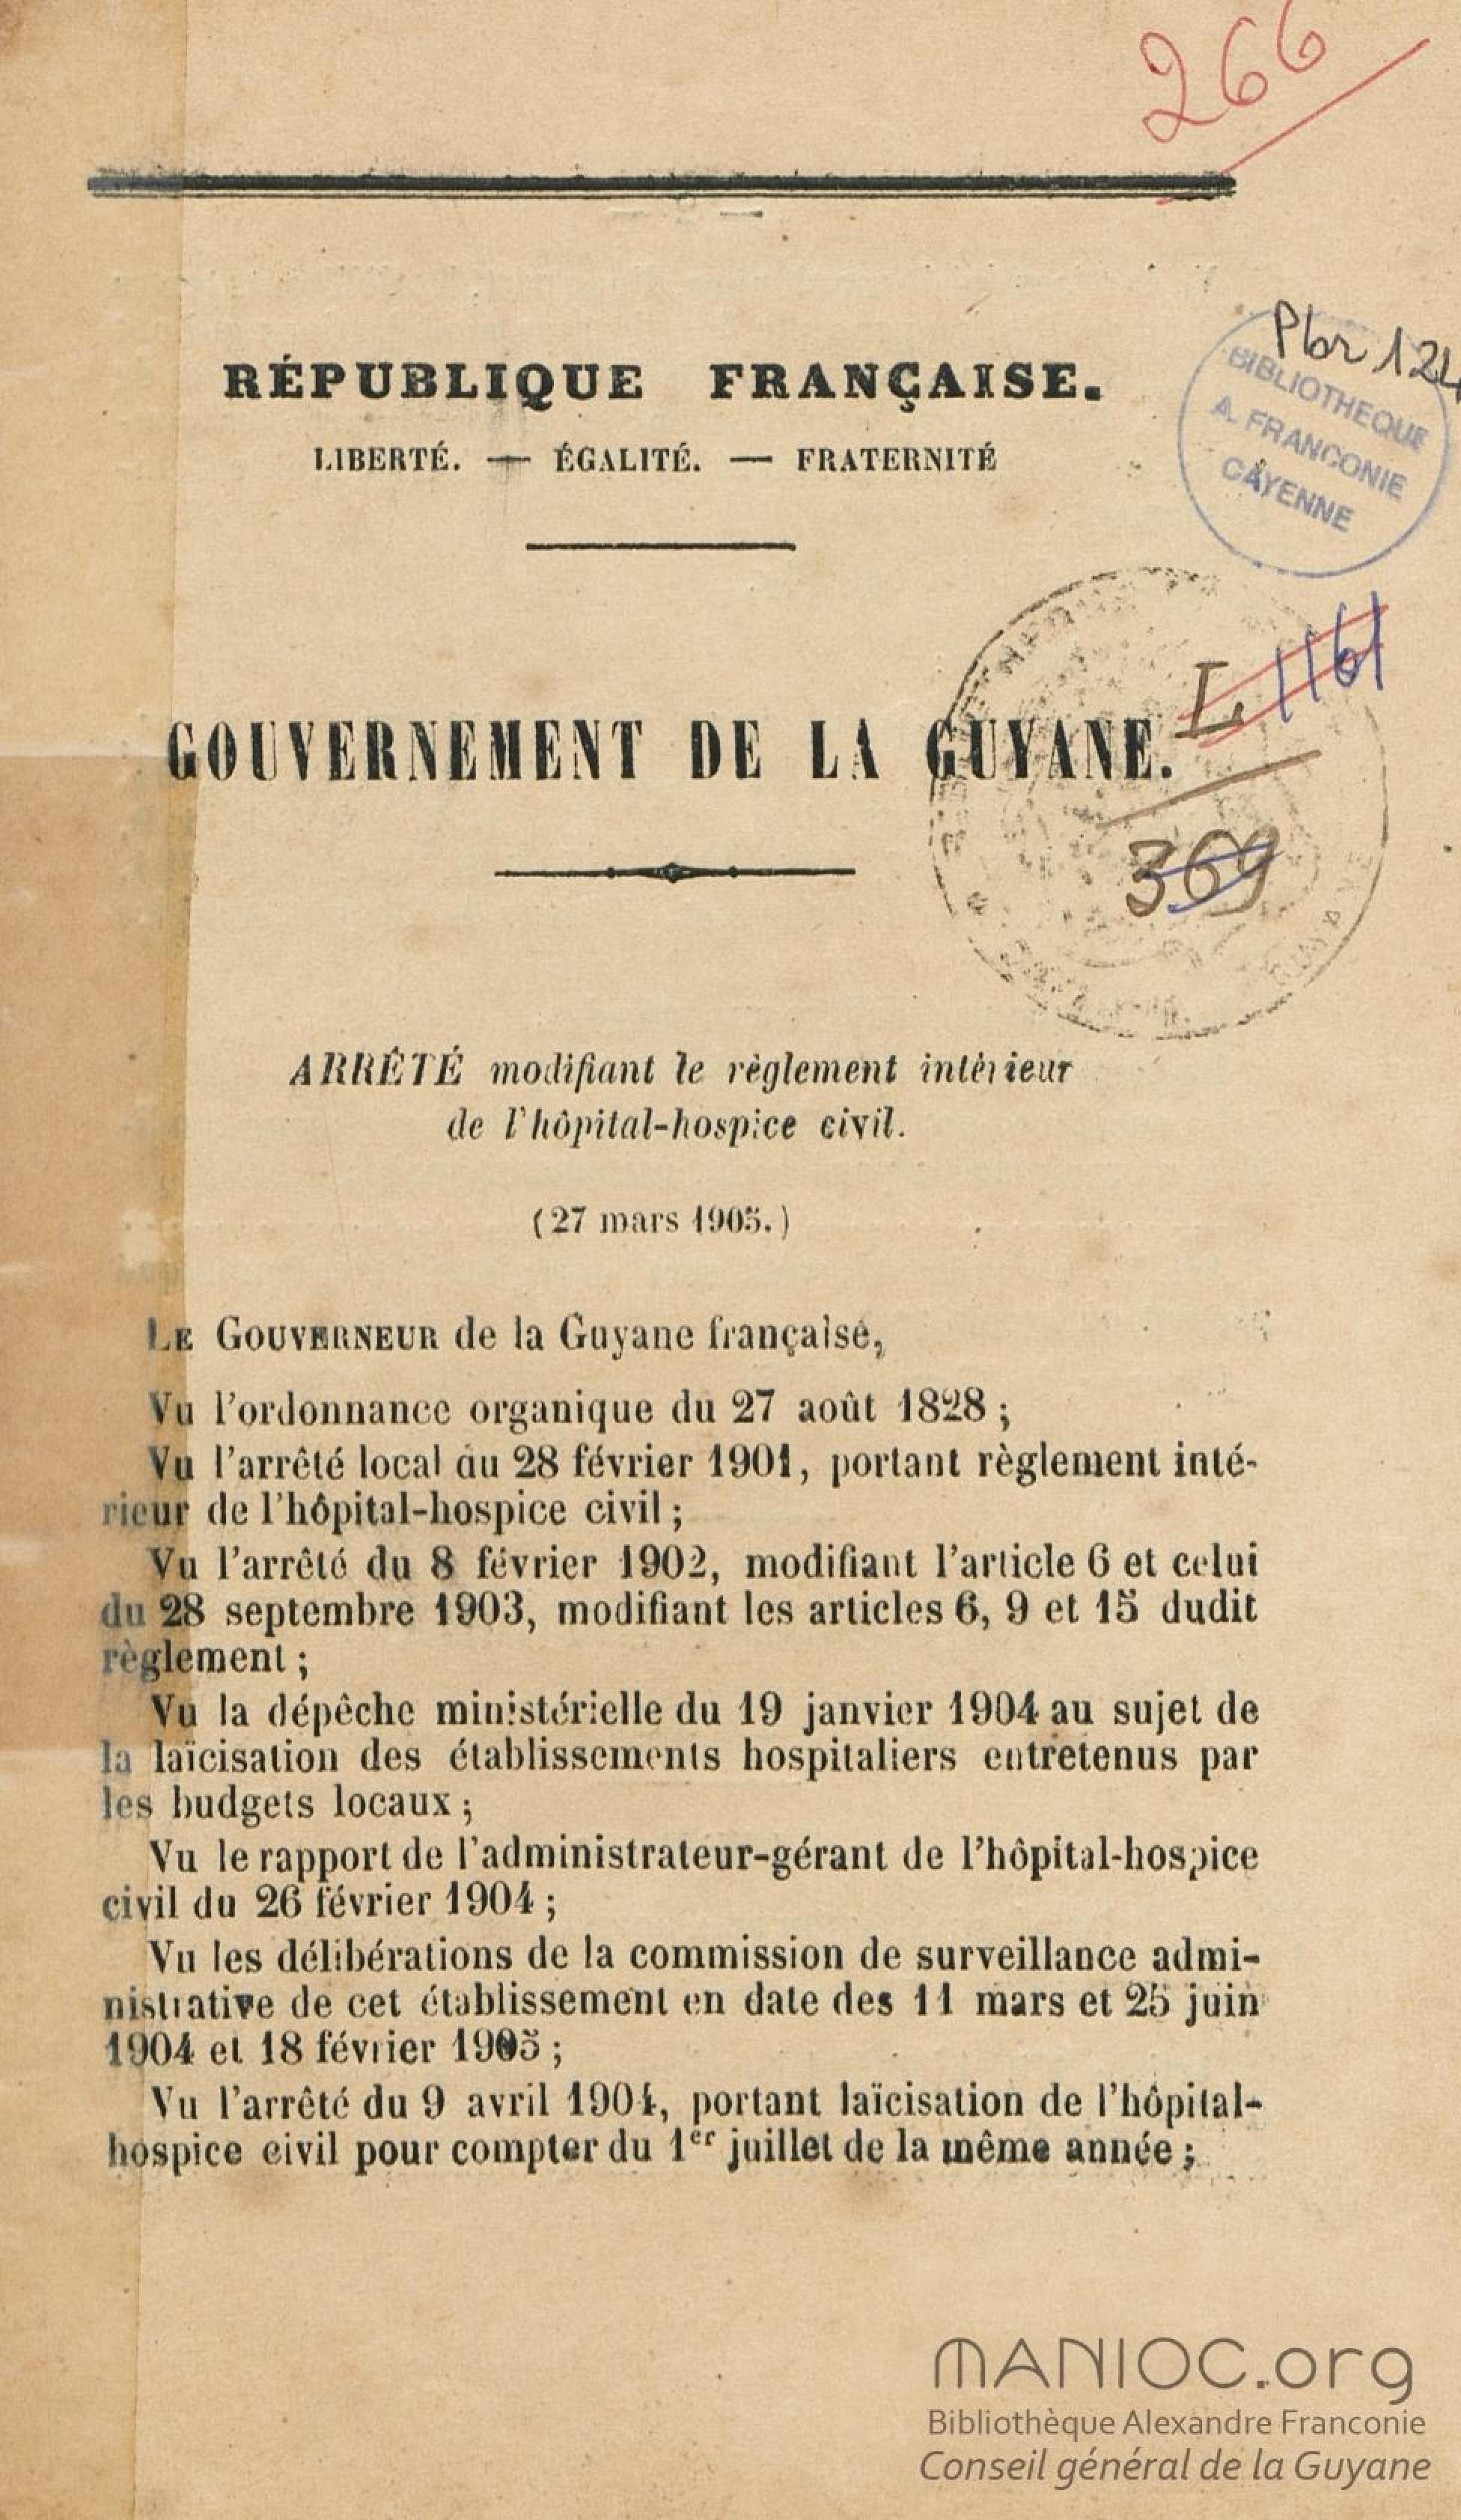 266
RÉPUBLIQUE FRANÇAISE.
Pbr 124
BIBLIOTHEQUE
A. FRANCONIE
CAYENNE
LIBERTÉ. — ÉGALITÉ. — FRATERNITÉ
L 1161
GOUVERNEMENT DE LA GUYANE.
369
ARRÊTÉ modifiant le règlement intérieur
de l'hôpital-hospice civil.
(27 mars 1905.)
LE GOUVERNEUR de la Guyane française,
Vu l'ordonnance organique du 27 août 1828 ;
Vu l'arrêté local du 28 février 1901, portant règlement inté-
rieur de l'hôpital-hospice civil ;
Vu l'arrêté du 8 février 1902, modifiant l'article 6 et celui
du 28 septembre 1903, modifiant les articles 6, 9 et 15 dudit
règlement ;
Vu la dépêche ministérielle du 19 janvier 1904 au sujet de
la laïcisation des établissements hospitaliers entretenus par
les budgets locaux ;
Vu le rapport de l'administrateur-gérant de l'hôpital-hospice
civil du 26 février 1904 ;
Vu les délibérations de la commission de surveillance admi-
nistrative de cet établissement en date des 11 mars et 25 juin
1904 et 18 février 1905 ;
Vu l'arrêté du 9 avril 1904, portant laïcisation de l'hôpital-
hospice civil pour compter du 1er juillet de la même année ;
MANIOC.org
Bibliothèque Alexandre Franconie
Conseil général de la Guyane